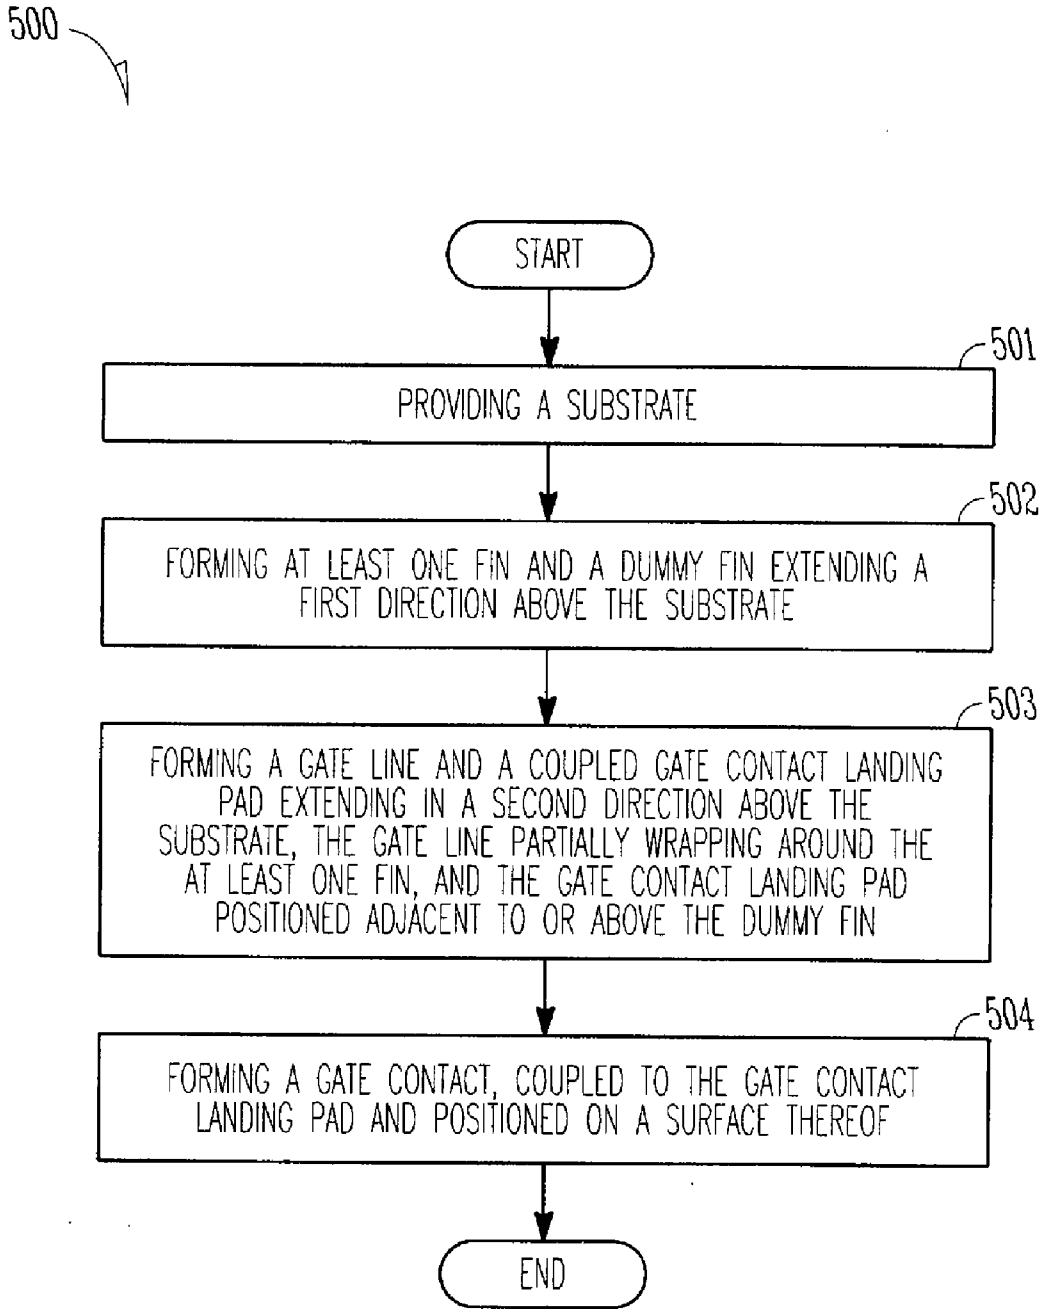 500
START
501
PROVIDING A SUBSTRATE
502
FORMING AT LEAST ONE FIN AND A DUMMY FIN EXTENDING A
FIRST DIRECTION ABOVE THE SUBSTRATE
503
FORMING A GATE LINE AND A COUPLED GATE CONTACT LANDING
PAD EXTENDING IN A SECOND DIRECTION ABOVE THE
SUBSTRATE, THE GATE LINE PARTIALLY WRAPPING AROUND THE
AT LEAST ONE FIN, AND THE GATE CONTACT LANDING PAD
POSITIONED ADJACENT TO OR ABOVE THE DUMMY FIN
504
FORMING A GATE CONTACT, COUPLED TO THE GATE CONTACT
LANDING PAD AND POSITIONED ON A SURFACE THEREOF
END